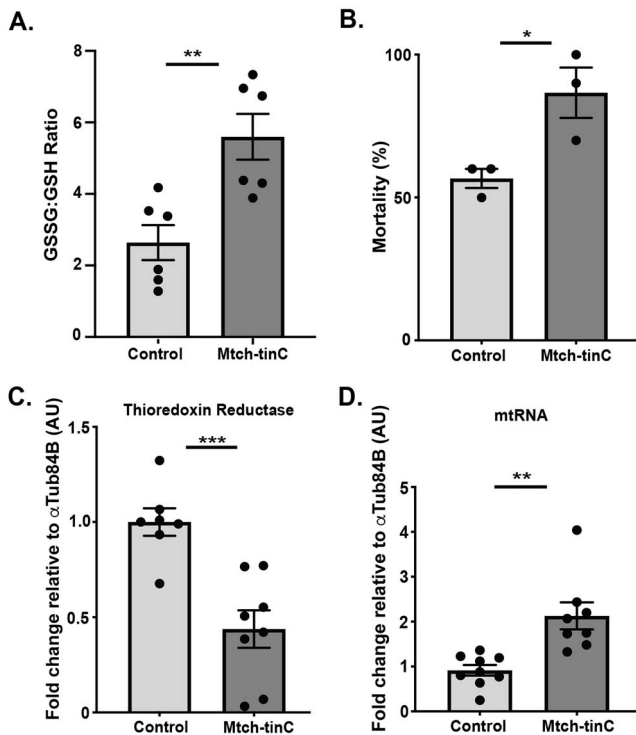 A.
GSSG:GSH Ratio
8
6
4
2
0
**
Control
Mtch-tinC
B.
Mortality (%)
100
50
0
*
Control
Mtch-tinC
C.
Thioredoxin Reductase
Fold change relative to αTub84B (AU)
1.5
1.0
0.5
0
***
Control
Mtch-tinC
D.
mtRNA
Fold change relative to αTub84B (AU)
5
4
3
2
1
0
**
Control
Mtch-tinC